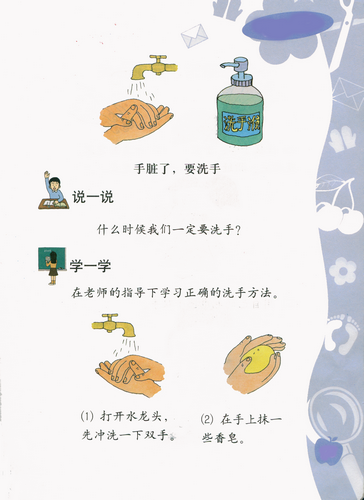 洗手液
手脏了，要洗手
说一说
什么时候我们一定要洗手？
学一学
在老师的指导下学习正确的洗手方法。
(1) 打开水龙头，
先冲洗一下双手。
(2) 在手上抹一
些香皂。